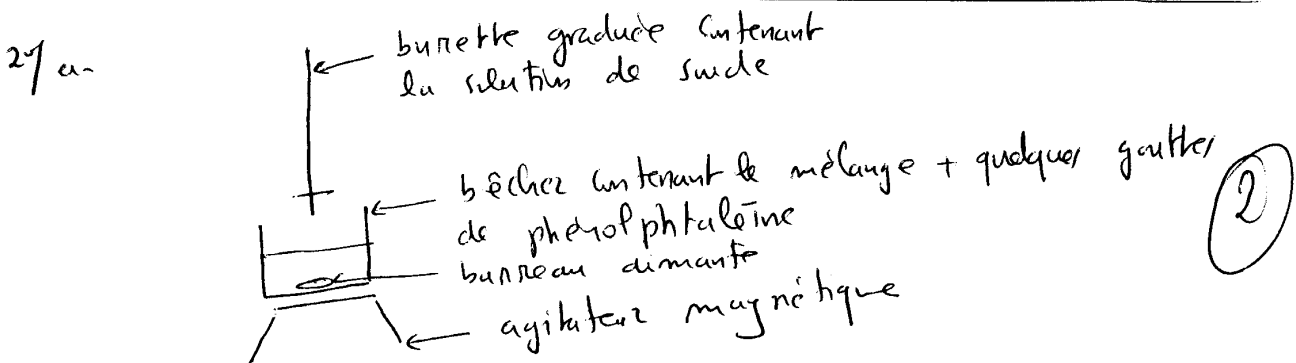 2°/ a-
burette graduée contenant
la solution de soude
bêcher contenant le mélange + quelques gouttes
de phénolphtaléine
barreau aimanté
agitateur magnétique
2